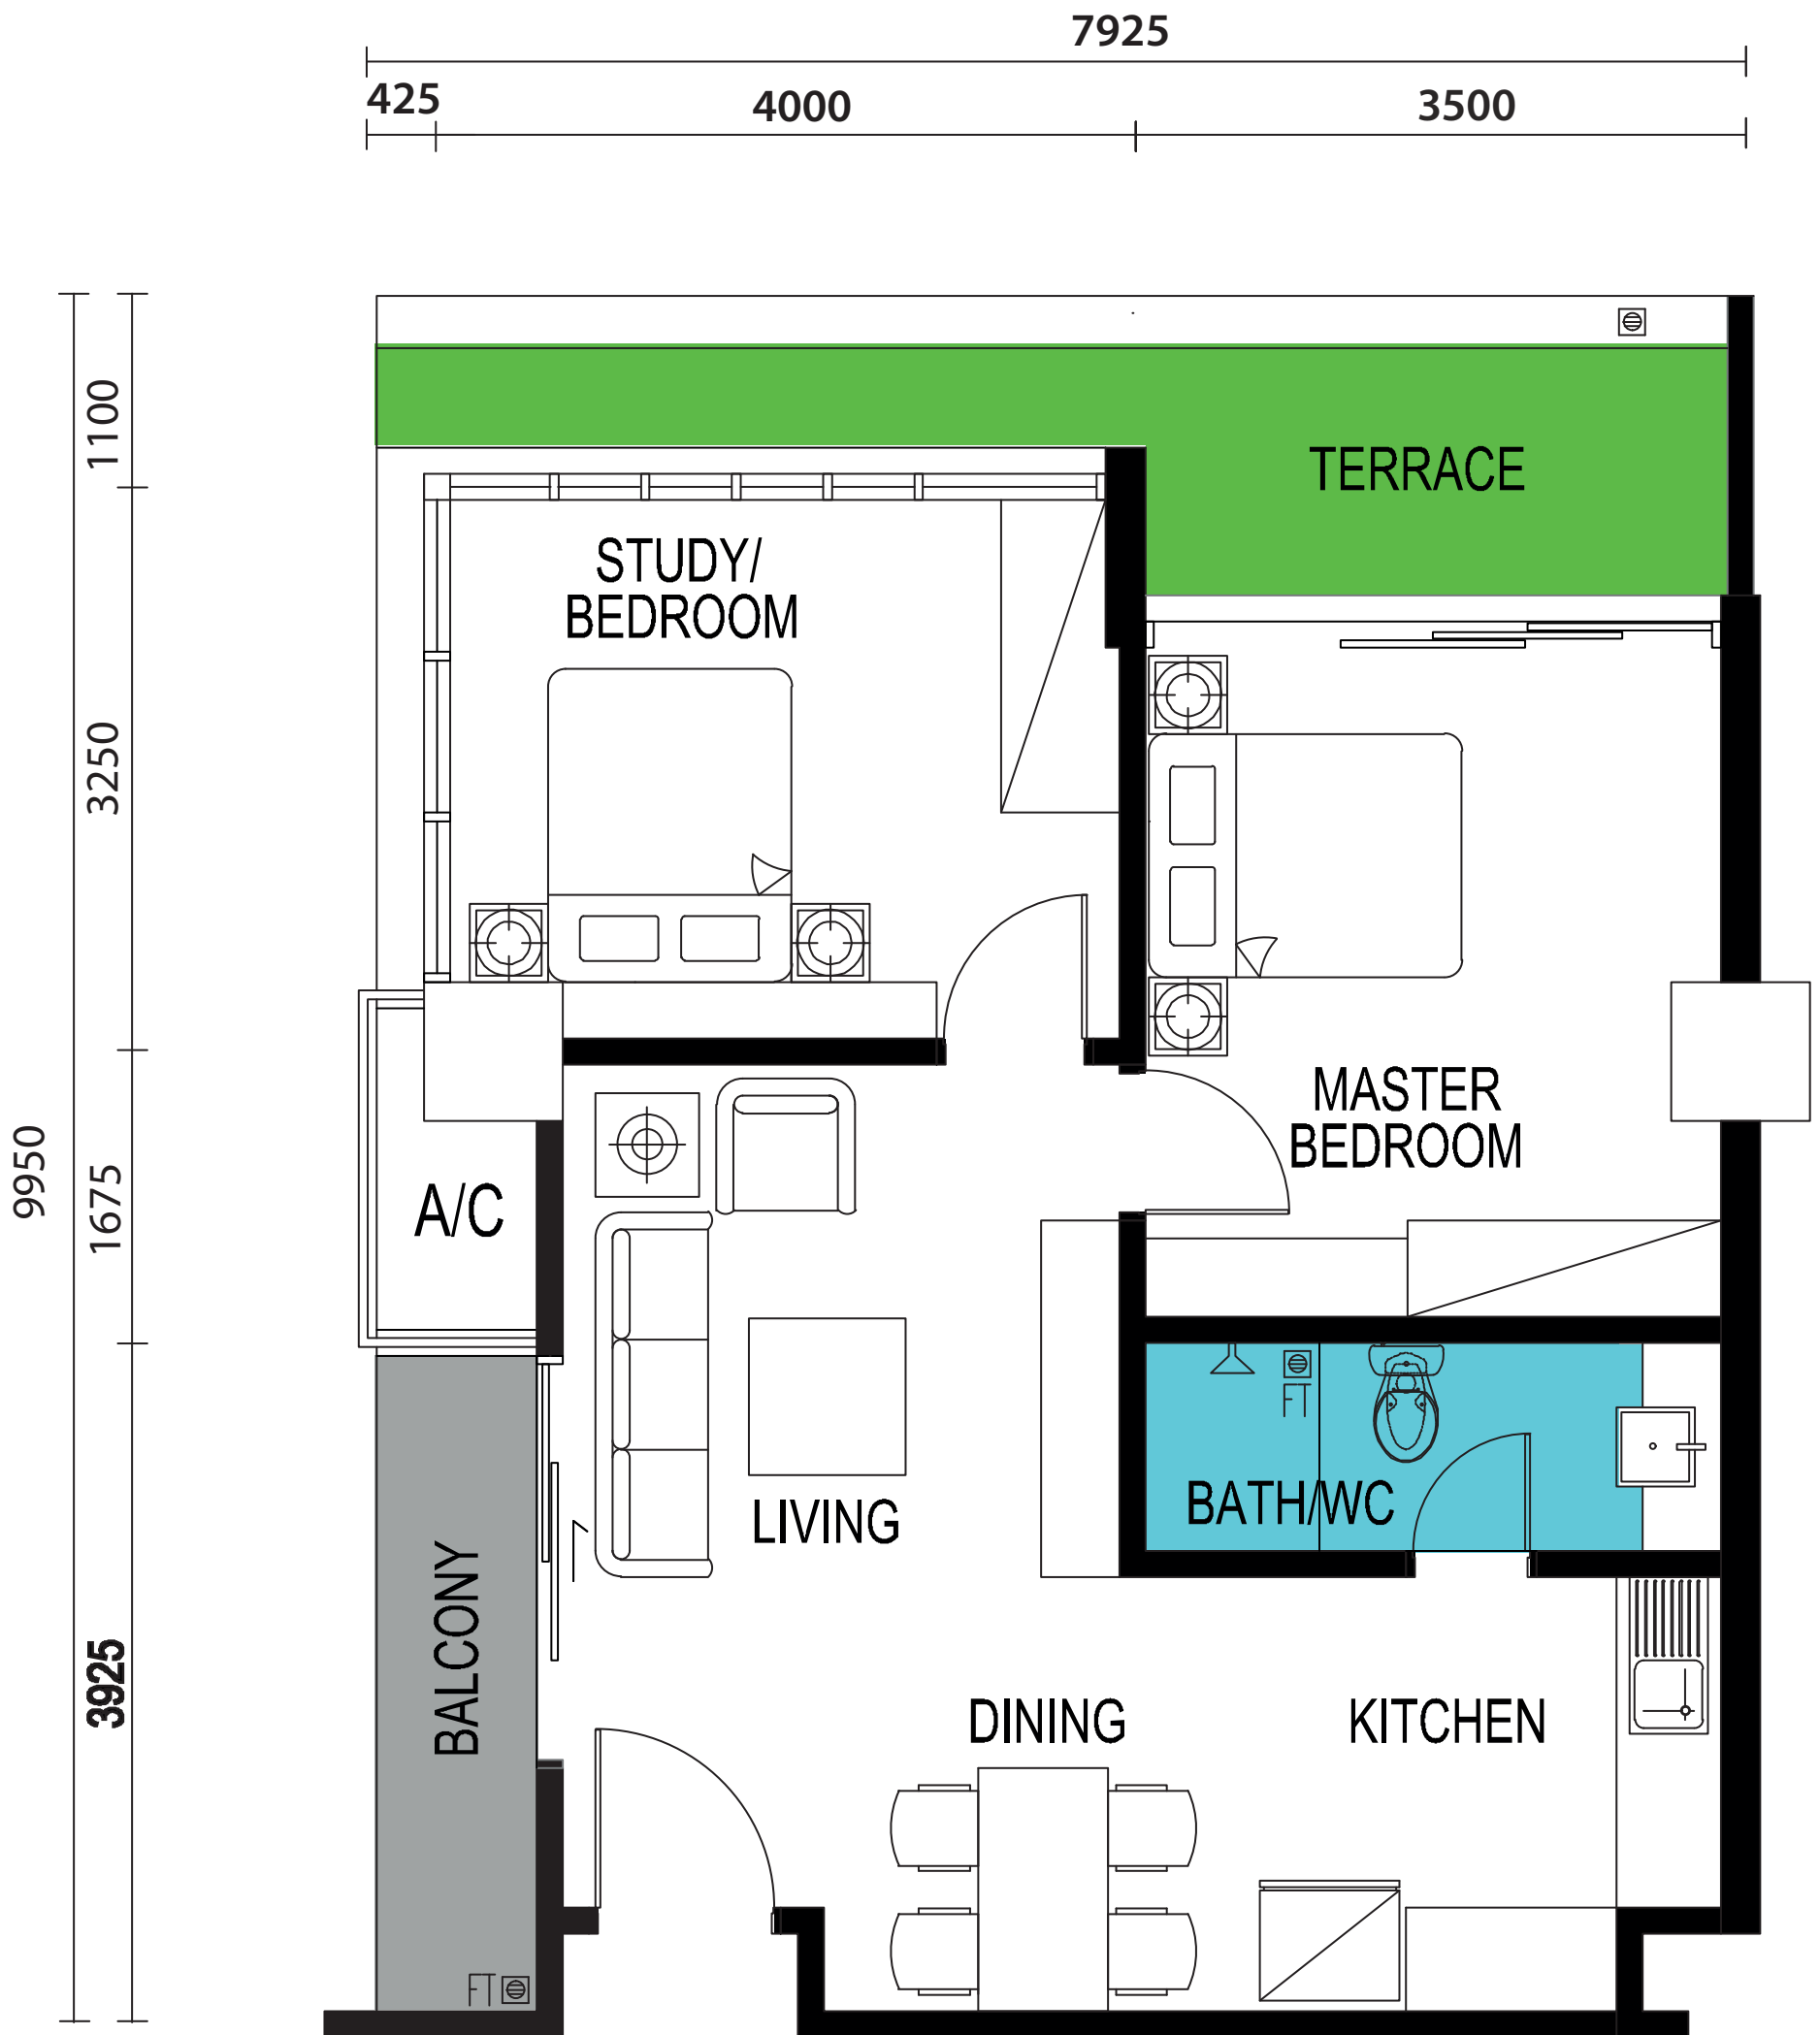 7925
425
4000
3500
1100
TERRACE
STUDY/
BEDROOM
3250
MASTER
BEDROOM
9950
1675
A/C
FT
BATH/WC
LIVING
BALCONY
3925
DINING
KITCHEN
FT